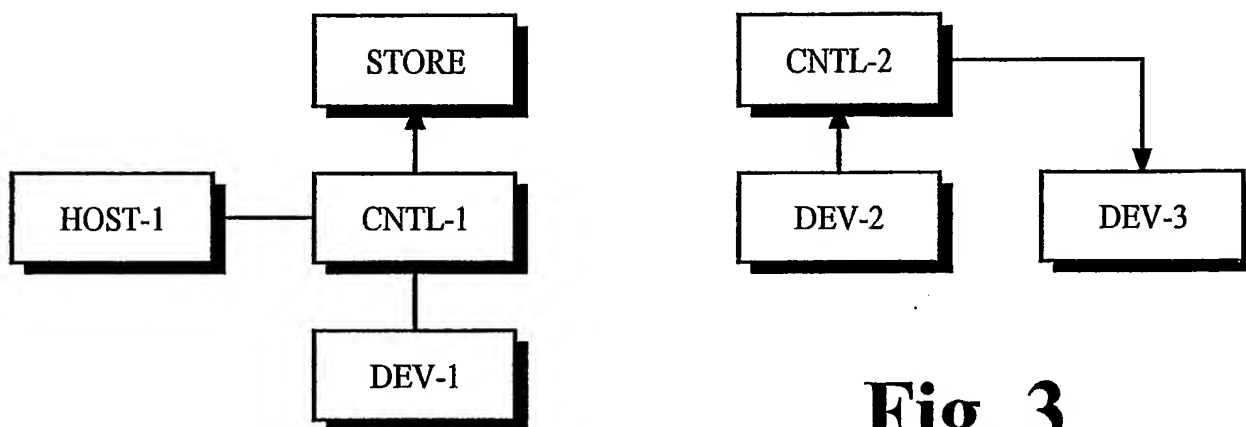 STORE
CNTL-2
HOST-1
CNTL-1
DEV-2
DEV-3
DEV-1
Fig. 3